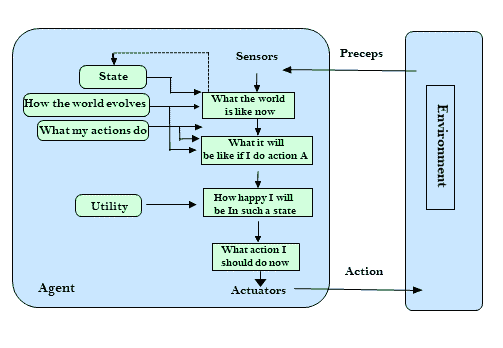 Sensors
Preceps
State
How the world evolves
What my actions do
What the world
is like now
What it will
be like if I do action A
How happy I will
be In such a state
Utility
What action I
should do now
Actuators
Action
Agent
Environment